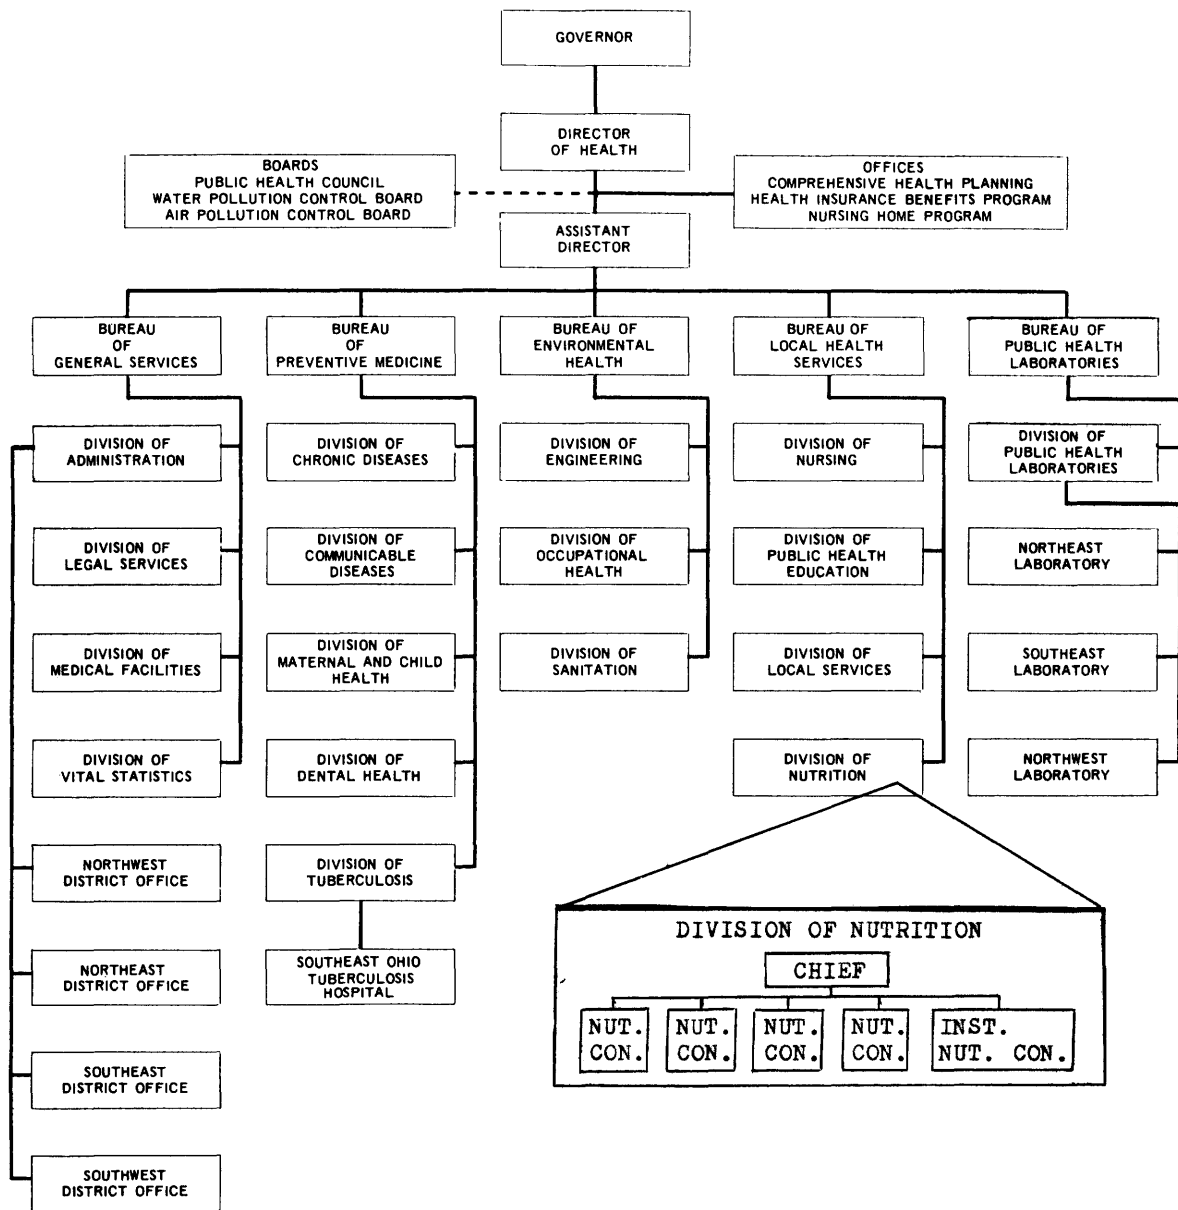 GOVERNOR
DIRECTOR
OF HEALTH
BOARDS
PUBLIC HEALTH COUNCIL
WATER POLLUTION CONTROL BOARD
AIR POLLUTION CONTROL BOARD
OFFICES
COMPREHENSIVE HEALTH PLANNING
HEALTH INSURANCE BENEFITS PROGRAM
NURSING HOME PROGRAM
ASSISTANT
DIRECTOR
BUREAU
OF
GENERAL SERVICES
BUREAU
OF
PREVENTIVE MEDICINE
BUREAU OF
ENVIRONMENTAL
HEALTH
BUREAU OF
LOCAL HEALTH
SERVICES
BUREAU OF
PUBLIC HEALTH
LABORATORIES
DIVISION OF
ADMINISTRATION
DIVISION OF
CHRONIC DISEASES
DIVISION OF
ENGINEERING
DIVISION OF
NURSING
DIVISION OF
PUBLIC HEALTH
LABORATORIES
DIVISION OF
LEGAL SERVICES
DIVISION OF
COMMUNICABLE
DISEASES
DIVISION OF
OCCUPATIONAL
HEALTH
DIVISION OF
PUBLIC HEALTH
EDUCATION
NORTHEAST
LABORATORY
DIVISION OF
MEDICAL FACILITIES
DIVISION OF
MATERNAL AND CHILD
HEALTH
DIVISION OF
SANITATION
DIVISION OF
LOCAL SERVICES
SOUTHEAST
LABORATORY
DIVISION OF
VITAL STATISTICS
DIVISION OF
DENTAL HEALTH
DIVISION OF
NUTRITION
NORTHWEST
LABORATORY
NORTHWEST
DISTRICT OFFICE
DIVISION OF
TUBERCULOSIS
NORTHEAST
DISTRICT OFFICE
SOUTHEAST OHIO
TUBERCULOSIS
HOSPITAL
SOUTHEAST
DISTRICT OFFICE
SOUTHWEST
DISTRICT OFFICE
DIVISION OF NUTRITION
CHIEF
NUT.
CON.
NUT.
CON.
NUT.
CON.
NUT.
CON.
INST.
NUT. CON.